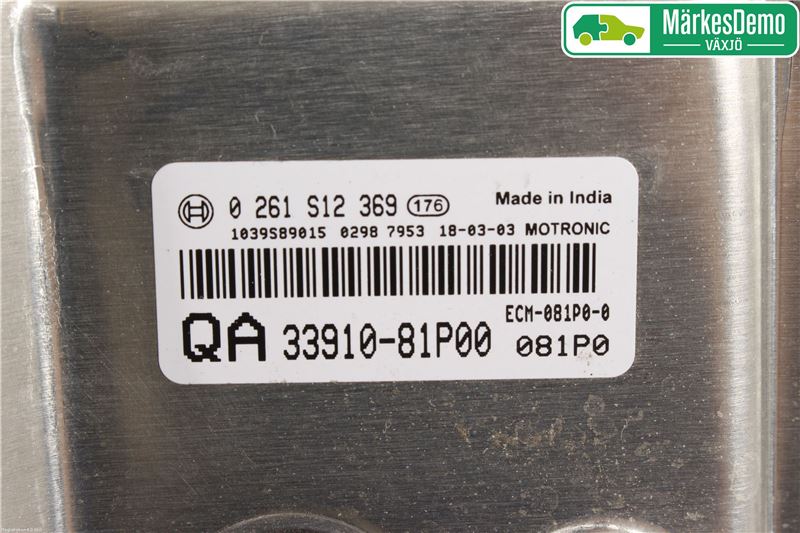 MärkesDemo
VÄXJÖ
0 261 S12 369 176 Made in India
1039S89015 0298 7953 18-03-03 MOTRONIC
ECM-081P0-0
QA 33910-81P00 081P0